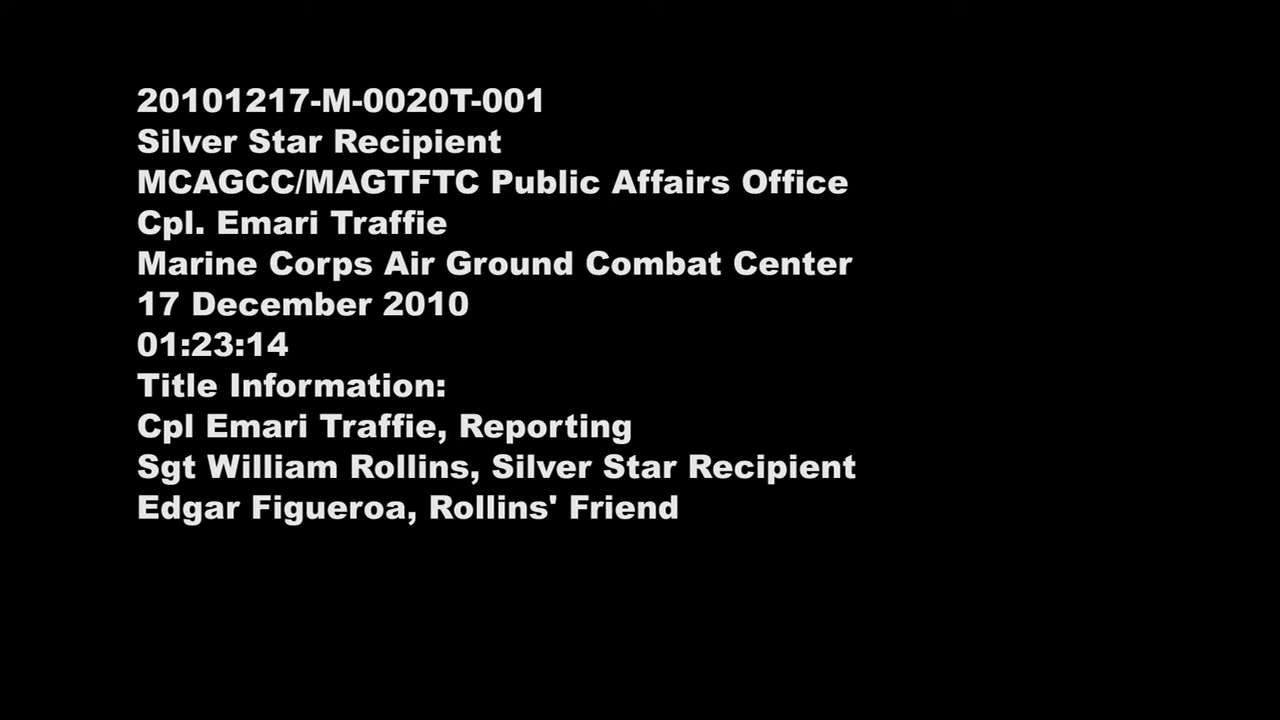 20101217-M-0020T-001
Silver Star Recipient
MCAGCC/MAGTFTC Public Affairs Office
Cpl. Emari Traffie
Marine Corps Air Ground Combat Center
17 December 2010
01:23:14
Title Information:
Cpl Emari Traffie, Reporting
Sgt William Rollins, Silver Star Recipient
Edgar Figueroa, Rollins' Friend